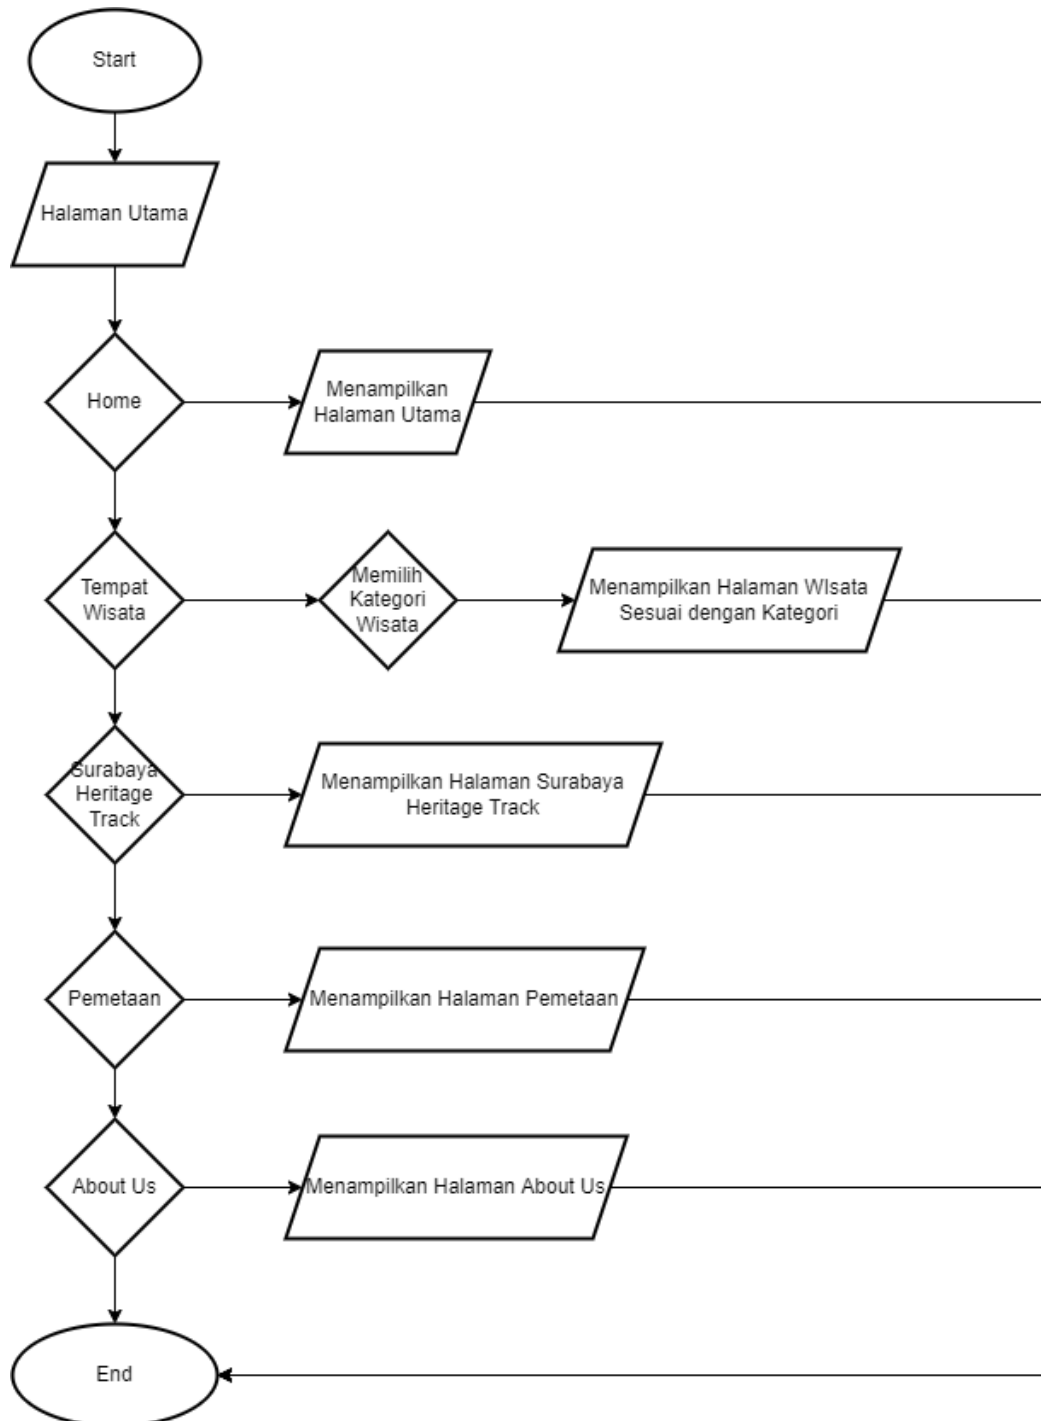 Start
Halaman Utama
Home
Menampilkan
Halaman Utama
Tempat
Wisata
Memilih
Kategori
Wisata
Menampilkan Halaman WIsata
Sesuai dengan Kategori
Surabaya
Heritage
Track
Menampilkan Halaman Surabaya
Heritage Track
Pemetaan
Menampilkan Halaman Pemetaan
About Us
Menampilkan Halaman About Us
End